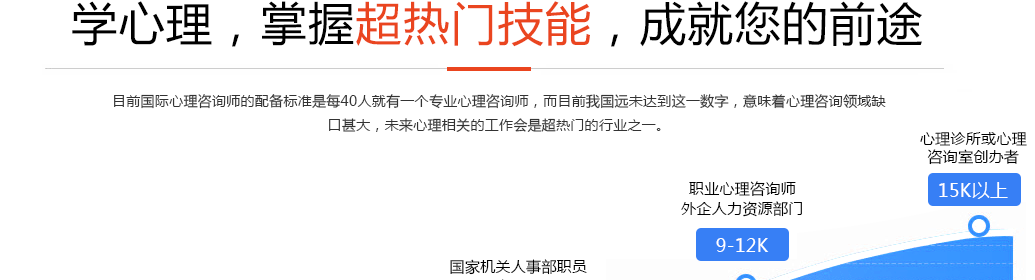 学心理，掌握超热门技能，成就您的前途
目前国际心理咨询师的配备标准是每40人就有一个专业心理咨询师，而目前我国远未达到这一数字，意味着心理咨询领域缺
口甚大，未来心理相关的工作会是超热门的行业之一。
心理诊所或心理
咨询室创办者
15K以上
职业心理咨询师
外企人力资源部门
9-12K
国家机关人事部职员